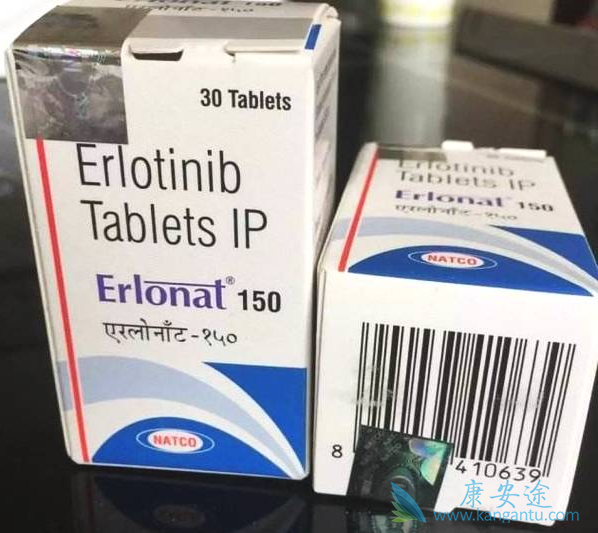 30 Tablets
Erlotinib
Tablets IP
Erlonat® 150
एरलोनाँट-१५०
NATCO
Erlotinib
Tablets IP
Erlonat® 150
एरलोनाँट-१५०
NATCO
8
410639
康安途
www.kangantu.com